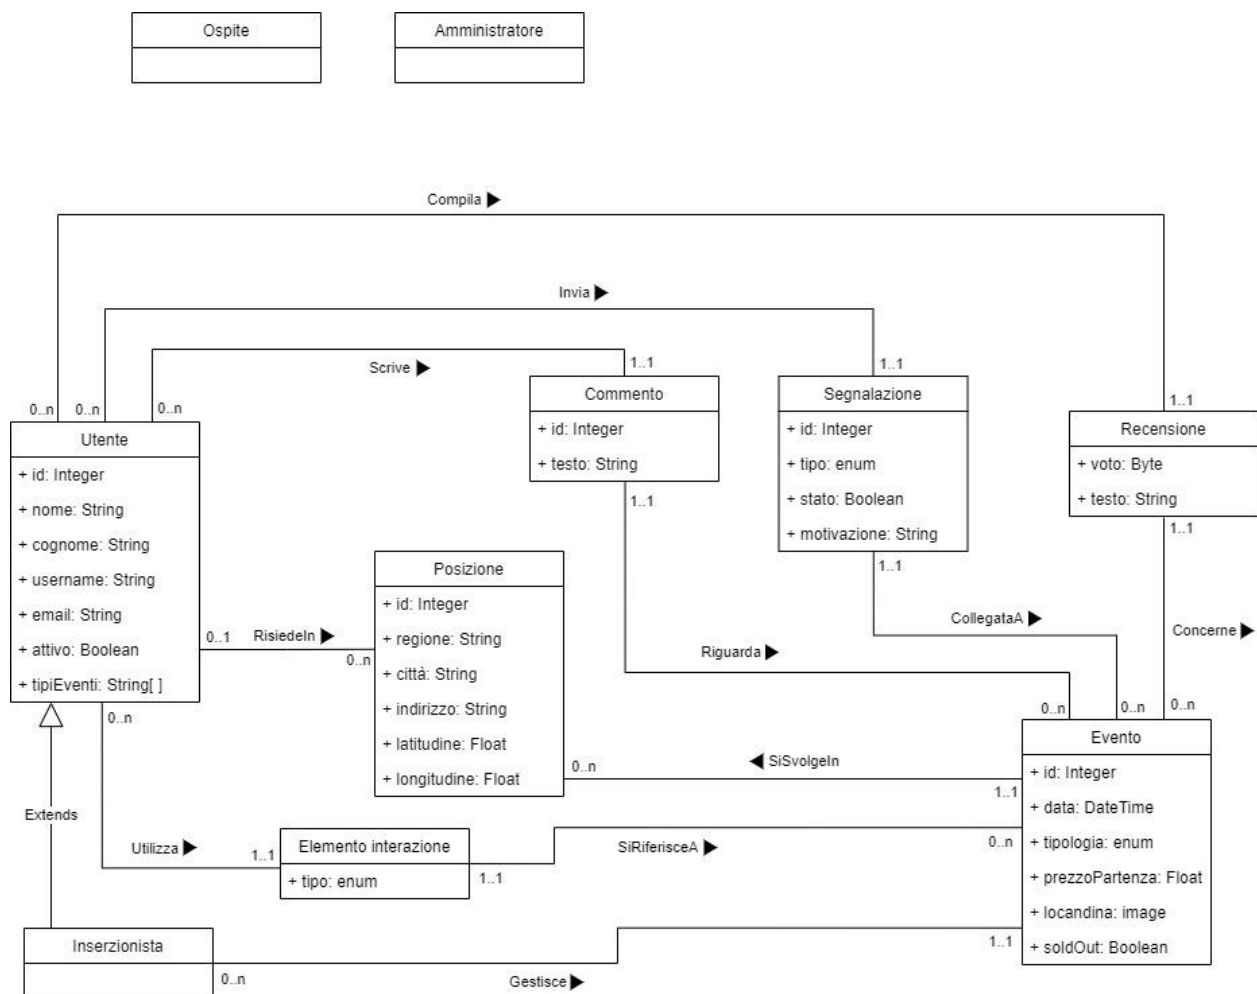 Ospite
Amministratore
Compila
Invia
Scrive
1..1
1..1
1..1
0..n
0..n
0..n
Commento
+ id: Integer
+ testo: String
1..1
Segnalazione
+ id: Integer
+ tipo: enum
+ stato: Boolean
+ motivazione: String
1..1
Recensione
+ voto: Byte
+ testo: String
1..1
Utente
+ id: Integer
+ nome: String
+ cognome: String
+ username: String
+ email: String
+ attivo: Boolean
+ tipiEventi: String[ ]
0..n
0..1
RisiedeIn
0..n
Posizione
+ id: Integer
+ regione: String
+ città: String
+ indirizzo: String
+ latitudine: Float
+ longitudine: Float
0..n
CollegataA
Concerne
Riguarda
0..n
0..n
0..n
SiSvolgeIn
1..1
Evento
+ id: Integer
+ data: DateTime
+ tipologia: enum
+ prezzoPartenza: Float
+ locandina: image
+ soldOut: Boolean
Extends
Utilizza
1..1
Elemento interazione
+ tipo: enum
1..1
SiRiferisceA
0..n
Inserzionista
0..n
Gestisce
1..1